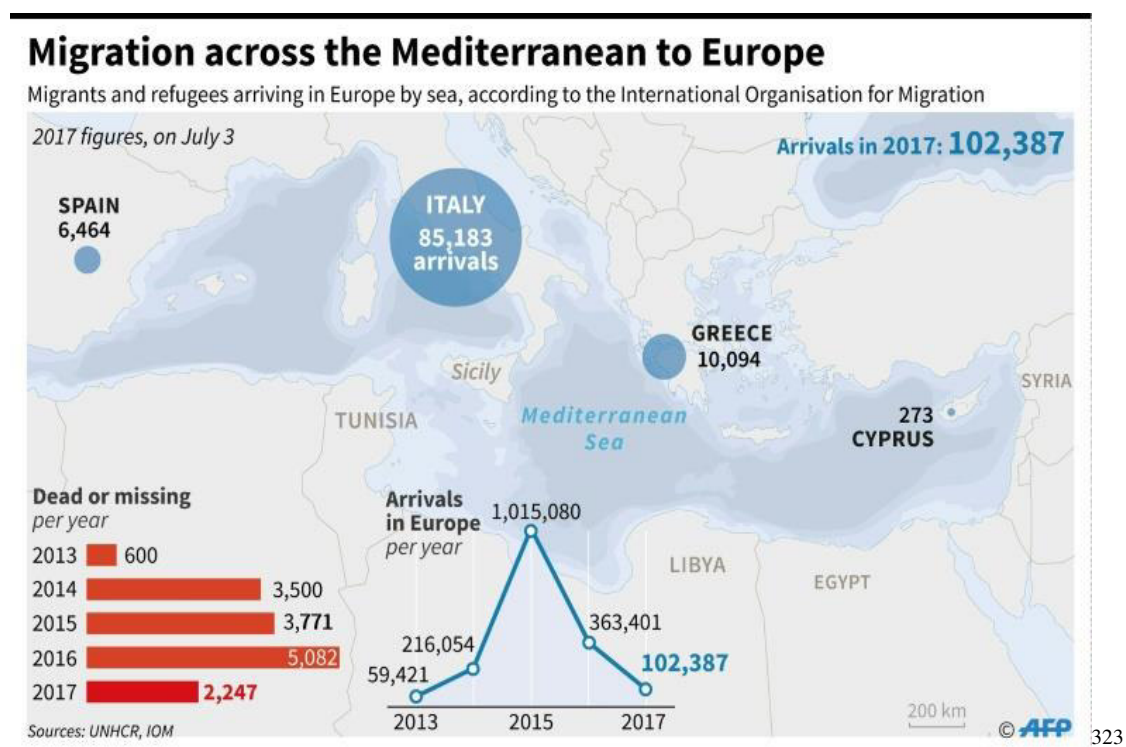 Migration across the Mediterranean to Europe
Migrants and refugees arriving in Europe by sea, according to the International Organisation for Migration
2017 figures, on July 3
Arrivals in 2017: 102,387
SPAIN
6,464
ITALY
85,183
arrivals
GREECE
10,094
Sicily
SYRIA
TUNISIA
Mediterranean
Sea
273
CYPRUS
Dead or missing
per year
2013 600
2014 3,500
2015 3,771
2016 5,082
2017 2,247
Arrivals
in Europe
per year
1,015,080
363,401
216,054
59,421
102,387
2013 2015 2017
LIBYA
EGYPT
200 km
Sources: UNHCR, IOM
© AFP
323